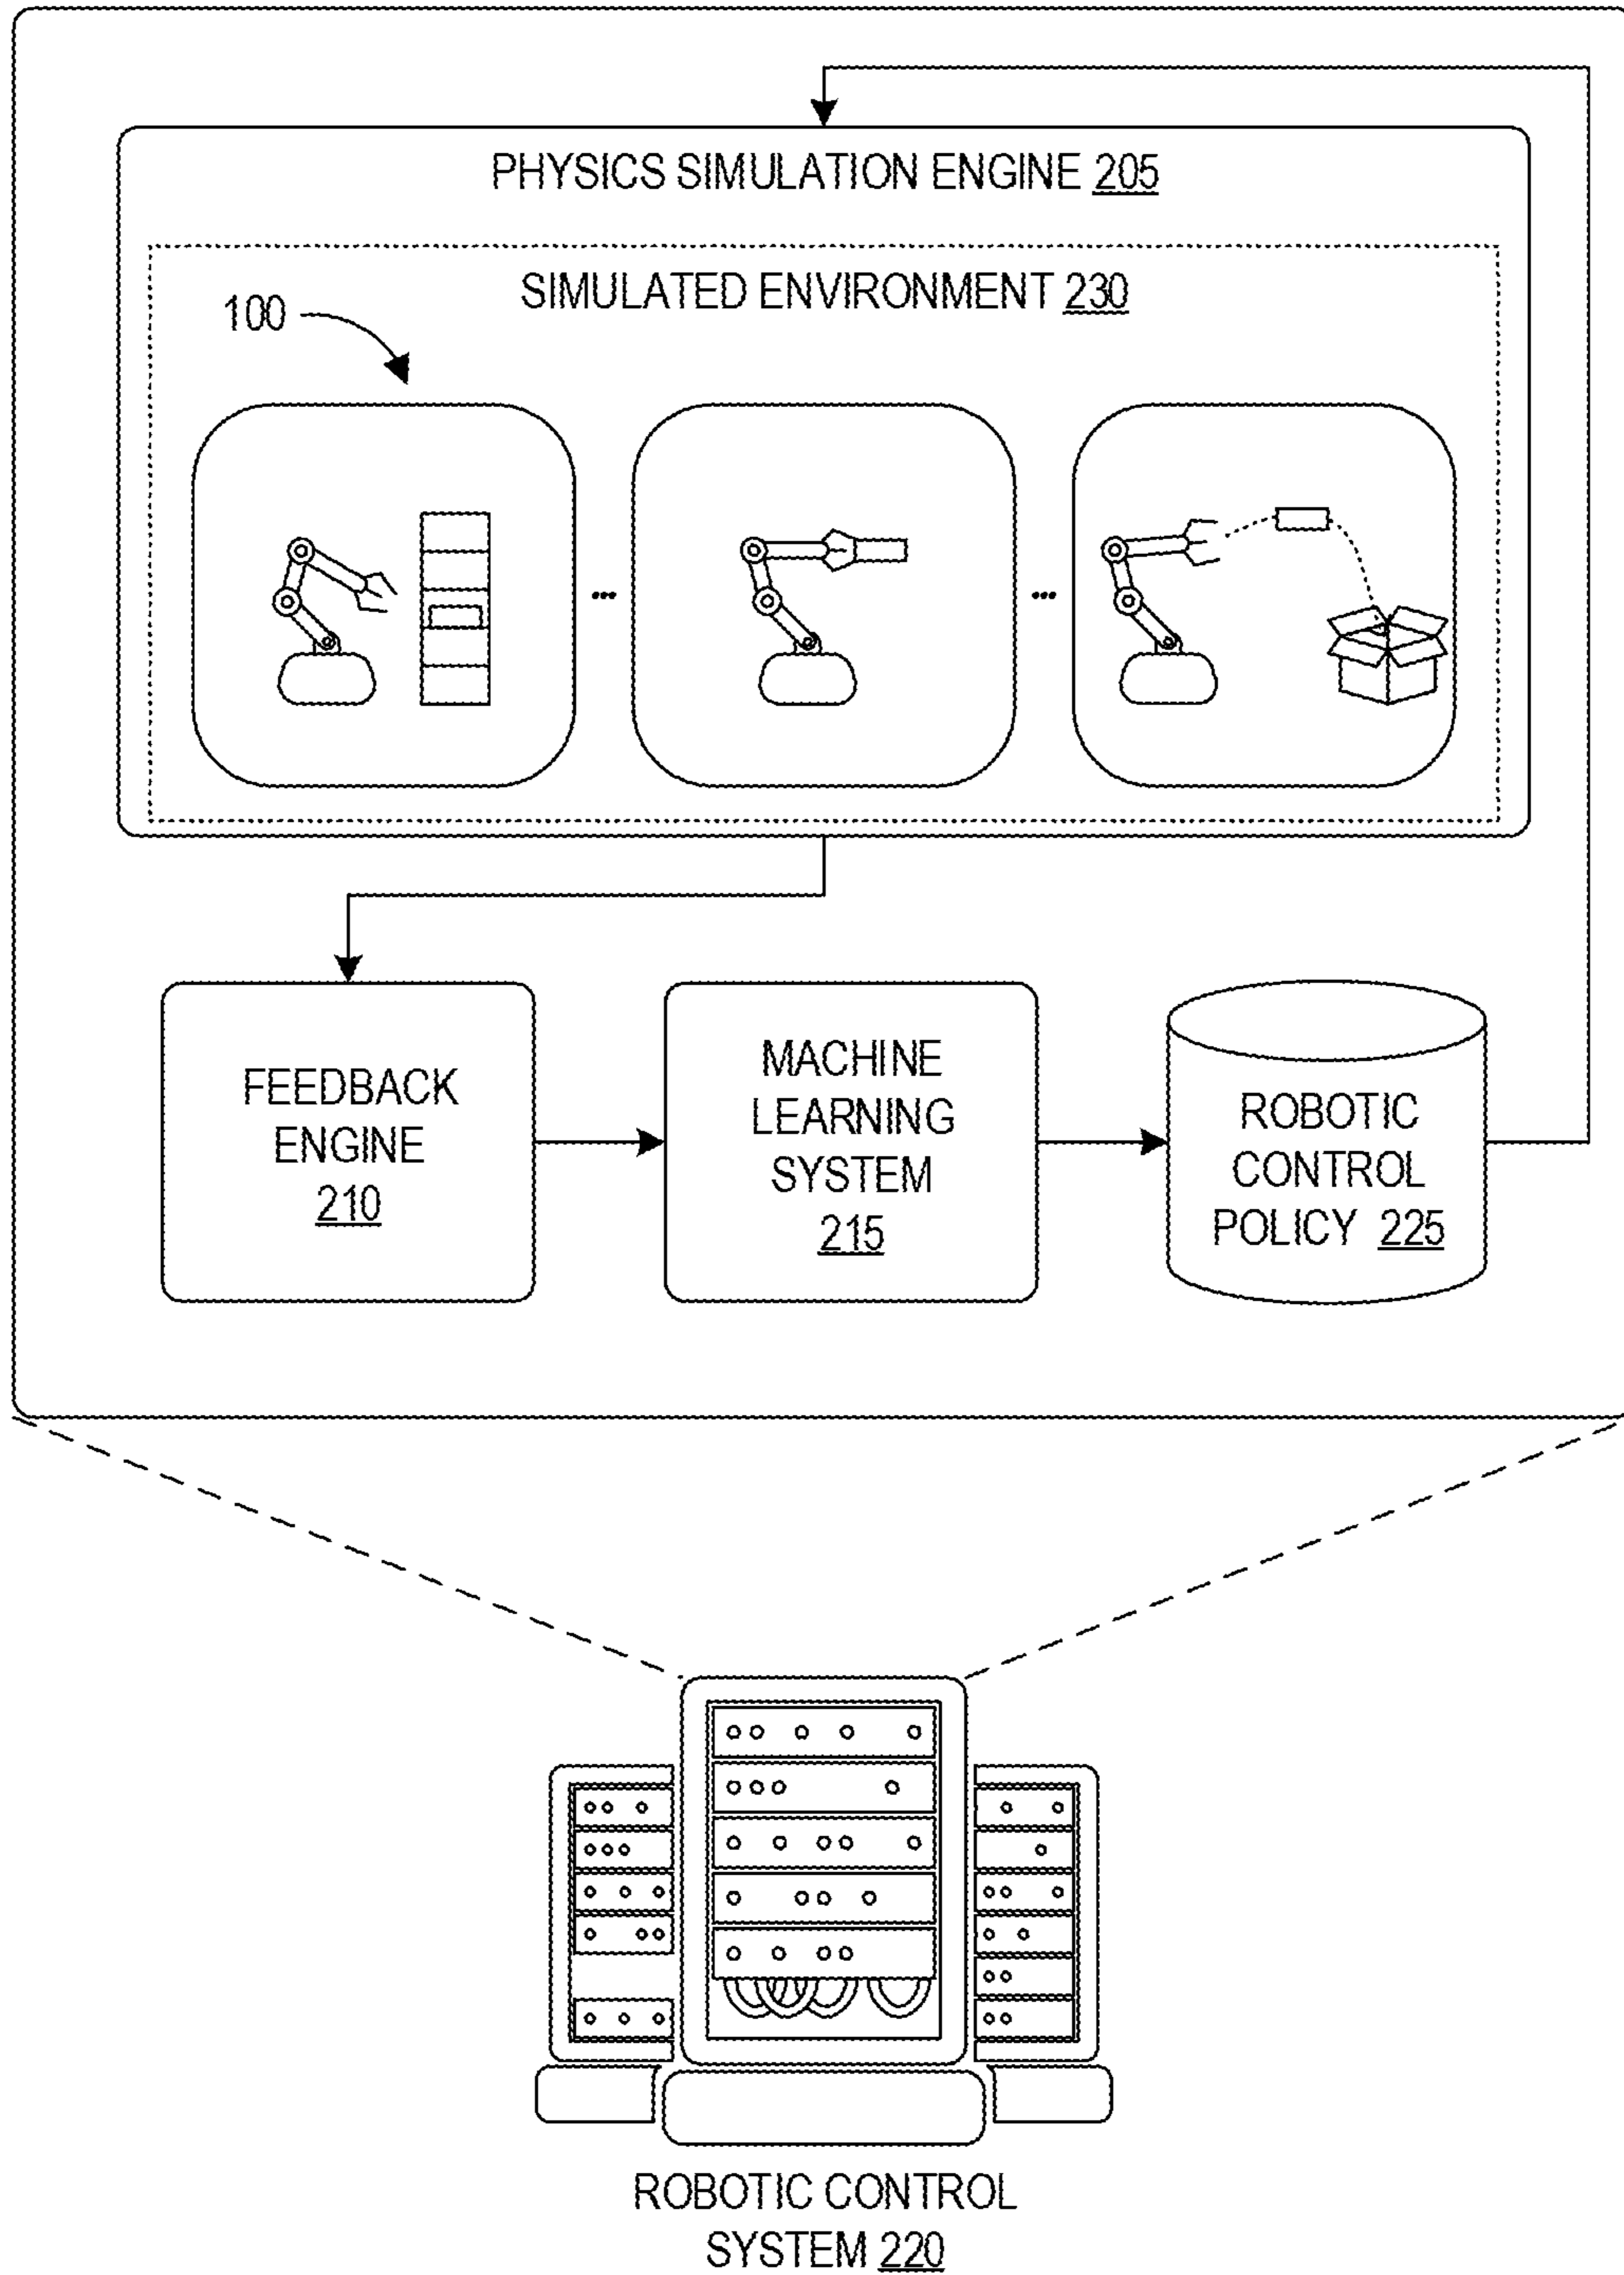 PHYSICS SIMULATION ENGINE 205
SIMULATED ENVIRONMENT 230
100
...
...
FEEDBACK
ENGINE
210
MACHINE
LEARNING
SYSTEM
215
ROBOTIC
CONTROL
POLICY 225
ROBOTIC CONTROL
SYSTEM 220